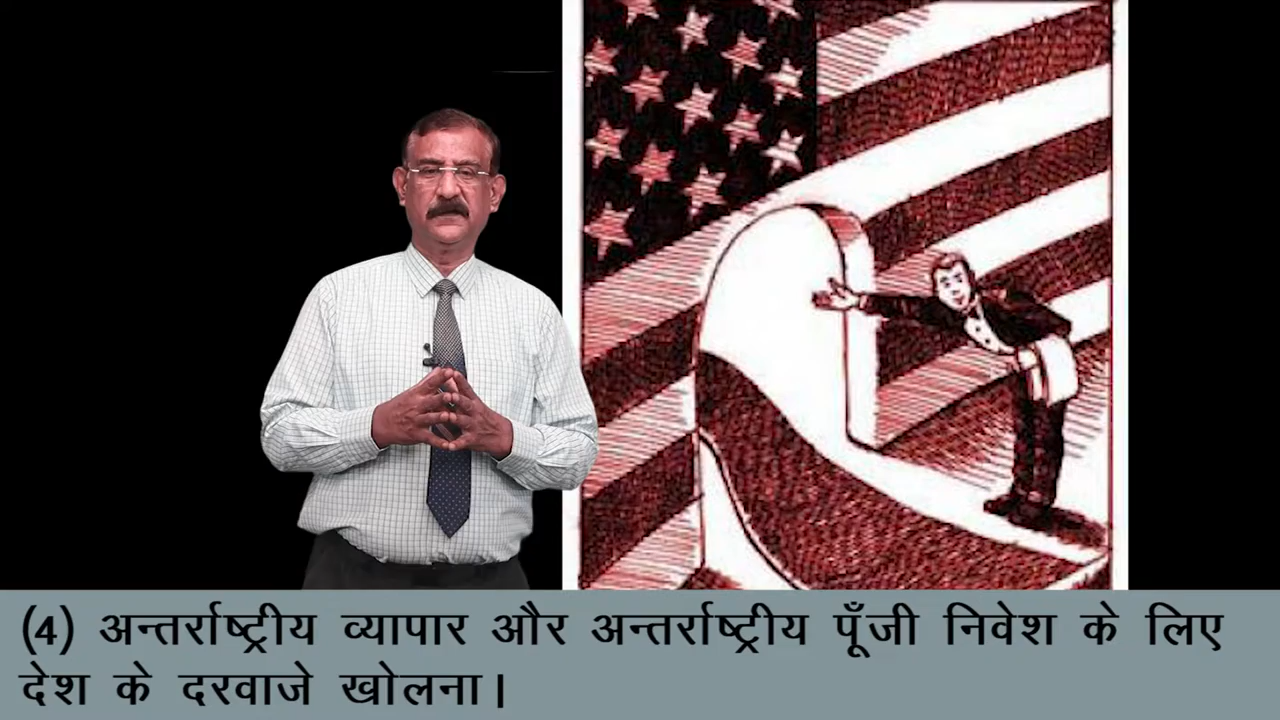 (4) अन्तर्राष्ट्रीय व्यापार और अन्तर्राष्ट्रीय पूँजी निवेश के लिए
देश के दरवाजे खोलना।